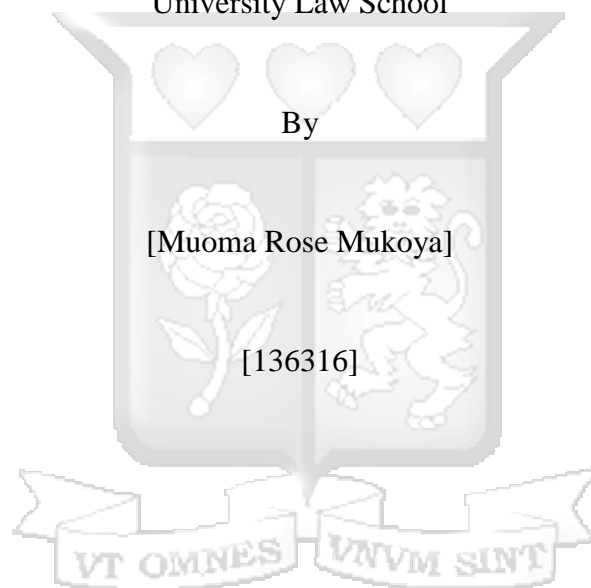 University Law School
By
[Muoma Rose Mukoya]
[136316]
VT OMNES VNVM SINT